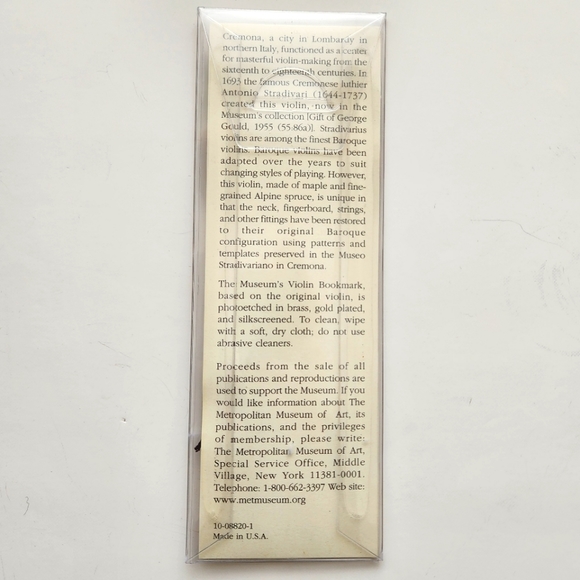 Cremona, a city in Lombardy in
northern Italy, functioned as a center
for masterful violin-making from the
sixteenth to eighteenth centuries. In
1693 the famous Cremonese luthier
Antonio Stradivari (1644-1737)
created this violin, now in the
Museum's collection [Gift of George
Gould, 1955 (55.86a)]. Stradivarius
violins are among the finest Baroque
violins. Baroque violins have been
adapted over the years to suit
changing styles of playing. However,
this violin, made of maple and fine-
grained Alpine spruce, is unique in
that the neck, fingerboard, strings,
and other fittings have been restored
to their original Baroque
configuration using patterns and
templates preserved in the Museo
Stradivariano in Cremona.
The Museum's Violin Bookmark,
based on the original violin, is
photoetched in brass, gold plated,
and silkscreened. To clean, wipe
with a soft, dry cloth; do not use
abrasive cleaners.
Proceeds from the sale of all
publications and reproductions are
used to support the Museum. If you
would like information about The
Metropolitan Museum of Art, its
publications, and the privileges
of membership, please write:
The Metropolitan Museum of Art,
Special Service Office, Middle
Village, New York 11381-0001.
Telephone: 1-800-662-3397 Web site:
www.metmuseum.org
10-08820-1
Made in U.S.A.